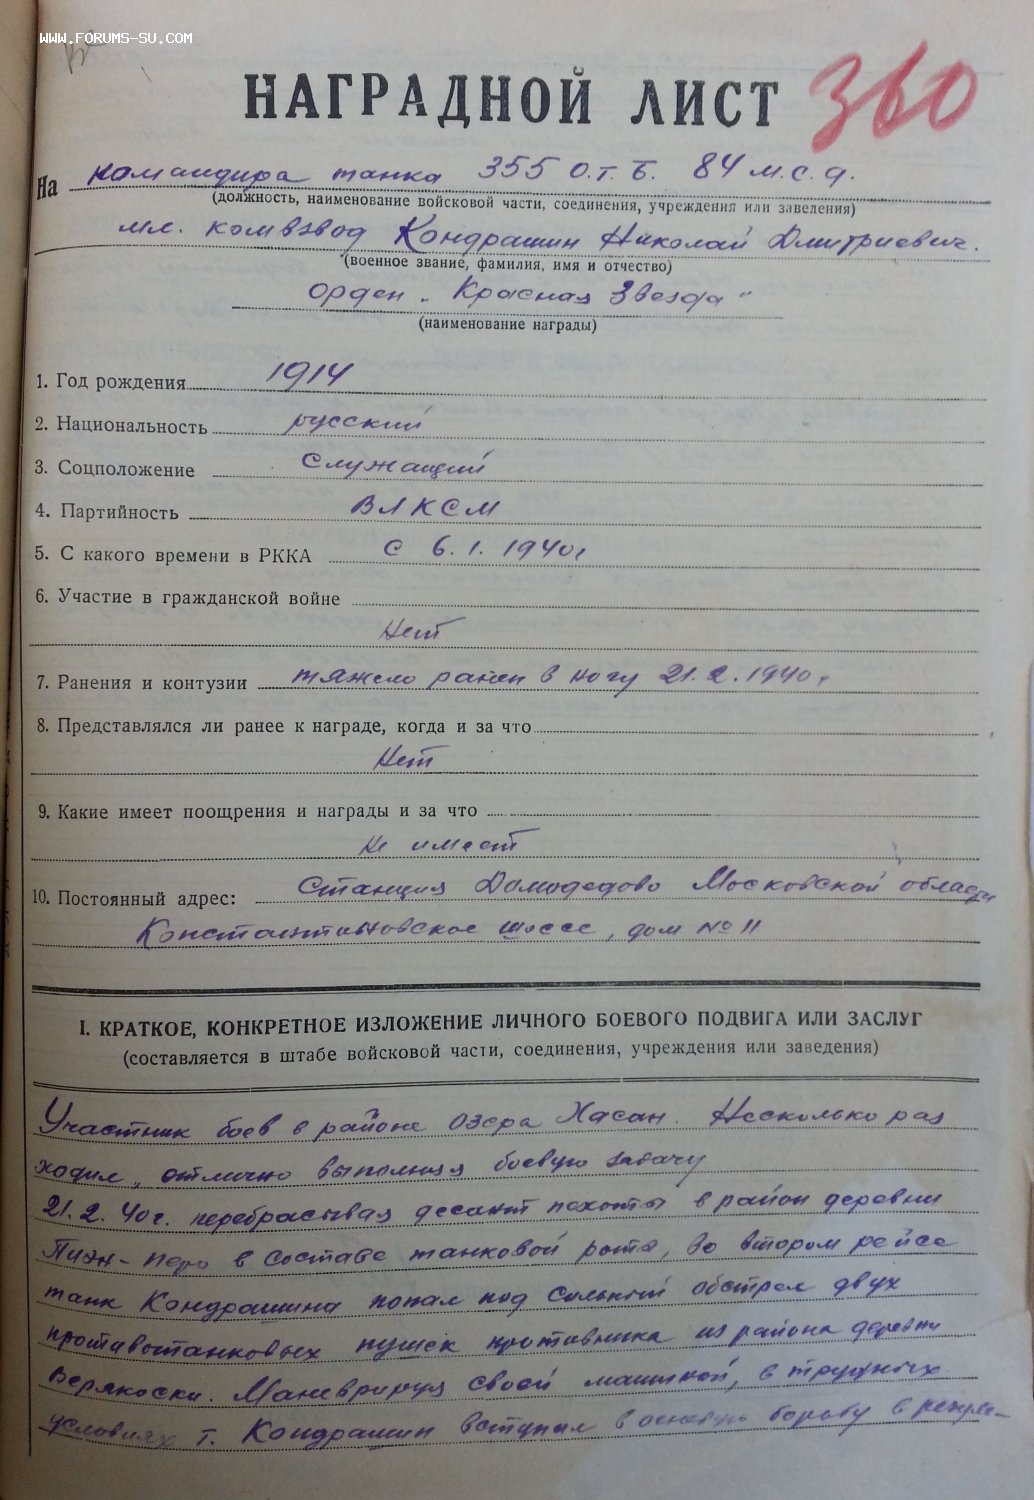 www.forums-su.com
НАГРАДНОЙ ЛИСТ 360
На командира танка 355 о.т.б. 84 м.с.д.
(должность, наименование войсковой части, соединения, учреждения или заведения)
мл. комвзвод Кондрашин Николай Дмитриевич.
(военное звание, фамилия, имя и отчество)
орден „Красная Звезда"
(наименование награды)
1. Год рождения 1914
2. Национальность русский
3. Соцположение служащий
4. Партийность ВЛКСМ
5. С какого времени в РККА с 6.1.1940г
6. Участие в гражданской войне
Нет
7. Ранения и контузии тяжело ранен в ногу 21.2.1940г
8. Представлялся ли ранее к награде, когда и за что
Нет
9. Какие имеет поощрения и награды и за что
Не имеет
10. Постоянный адрес: Станция Домодедово Московской области
Константиновское шоссе, дом № 11
I. КРАТКОЕ, КОНКРЕТНОЕ ИЗЛОЖЕНИЕ ЛИЧНОГО БОЕВОГО ПОДВИГА ИЛИ ЗАСЛУГ
(составляется в штабе войсковой части, соединения, учреждения или заведения)
Участник боев в районе озера Хасан. Несколько раз
ходил, отлично выполняя боевую задачу
21.2.40г. перебрасывая десант пехоты в район деревни
Пиэн-Перо в составе танковой роты, во втором рейсе
танк Кондрашина попал под сильный обстрел двух
противотанковых пушек противника из района деревни
Верякоски. Маневрируя своей машиной, в трудных
условиях т. Кондрашин вступил в огневую борьбу